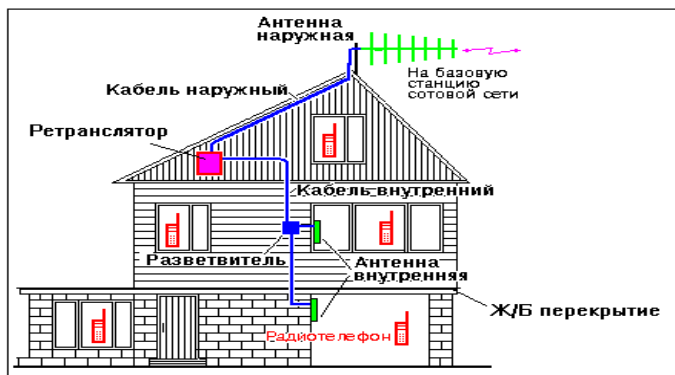 Антенна
наружная
На базовую
станцию
сотовой сети
Кабель наружный
Ретранслятор
Кабель внутренний
Разветвитель
Антенна
внутренняя
Ж/Б перекрытие
Радиотелефон